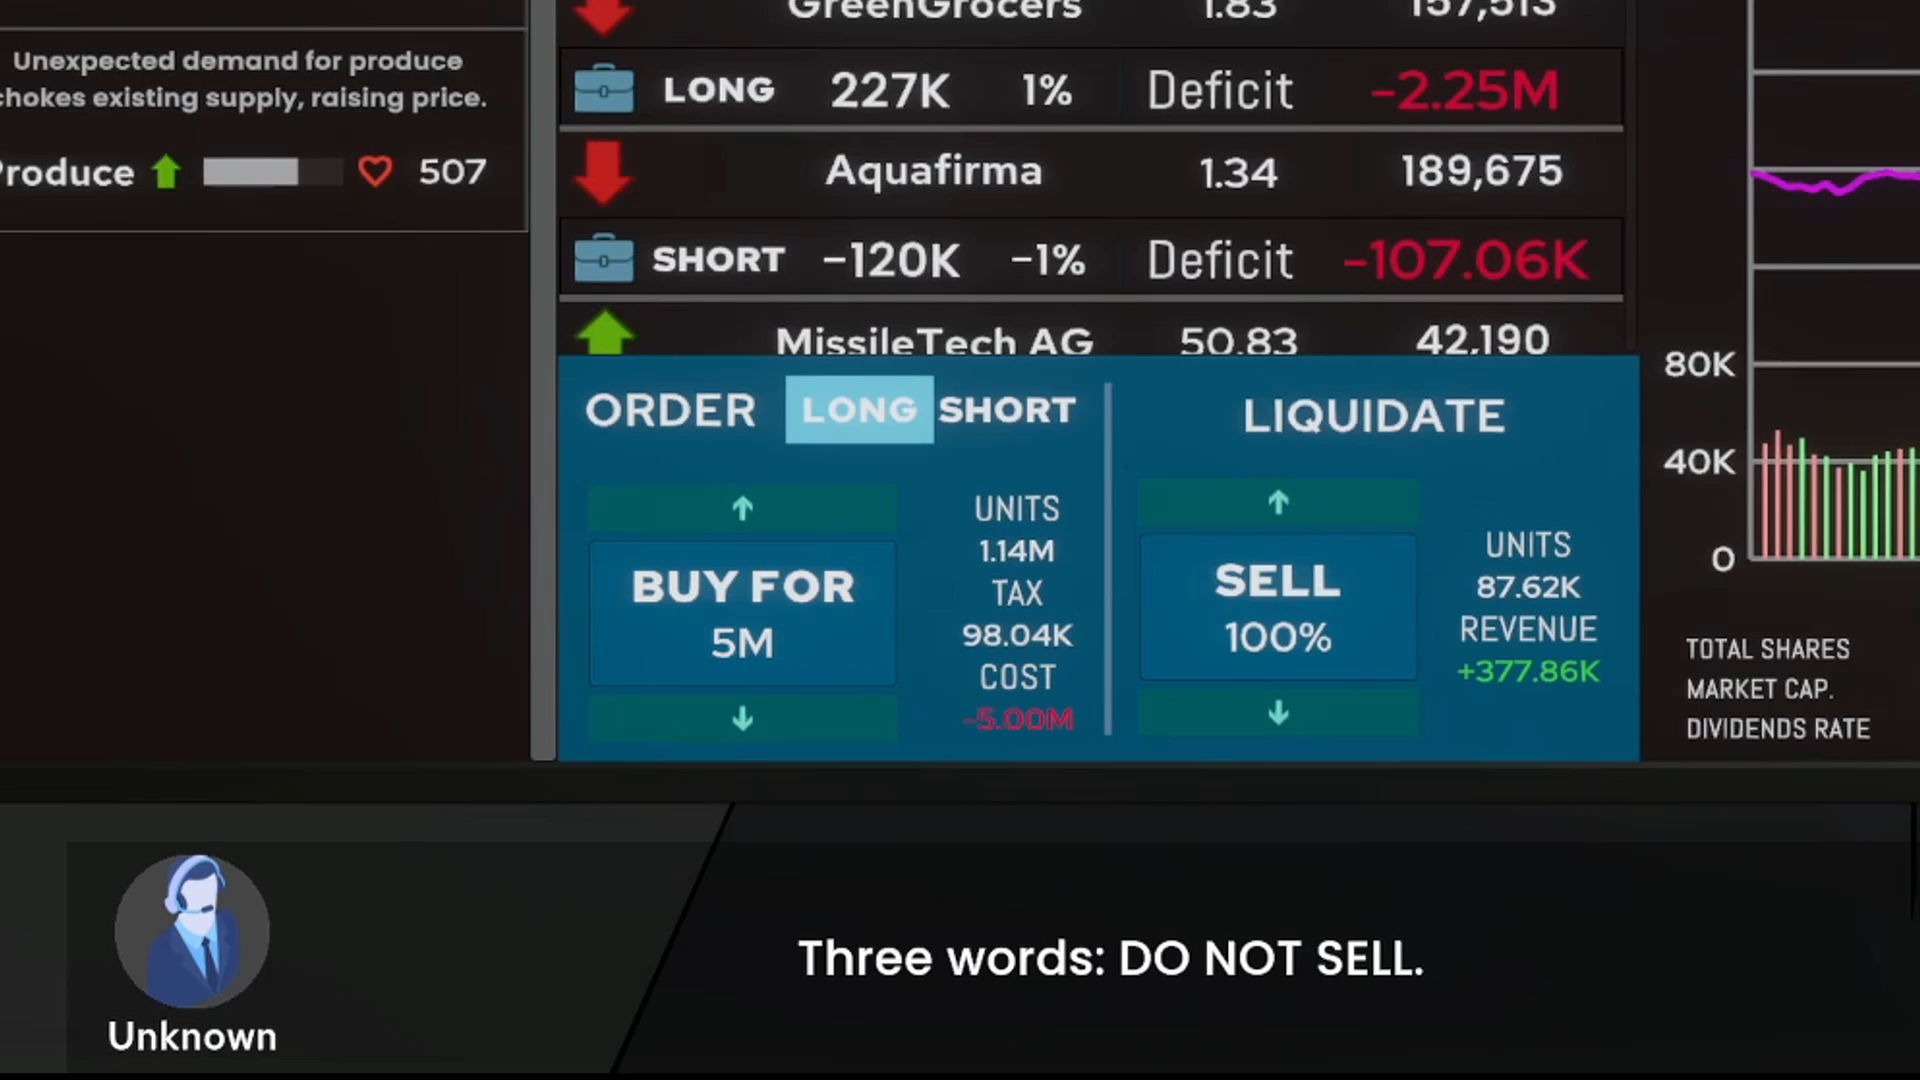 Unexpected demand for produce
chokes existing supply, raising price.
Produce 507
GreenGrocers 1.83 157,513
LONG 227K 1% Deficit -2.25M
Aquafirma 1.34 189,675
SHORT -120K -1% Deficit -107.06K
MissileTech AG 50.83 42,190
ORDER LONG SHORT
BUY FOR
5M
UNITS
1.14M
TAX
98.04K
COST
-5.00M
LIQUIDATE
SELL
100%
UNITS
87.62K
REVENUE
+377.86K
80K
40K
0
TOTAL SHARES
MARKET CAP.
DIVIDENDS RATE
Unknown
Three words: DO NOT SELL.